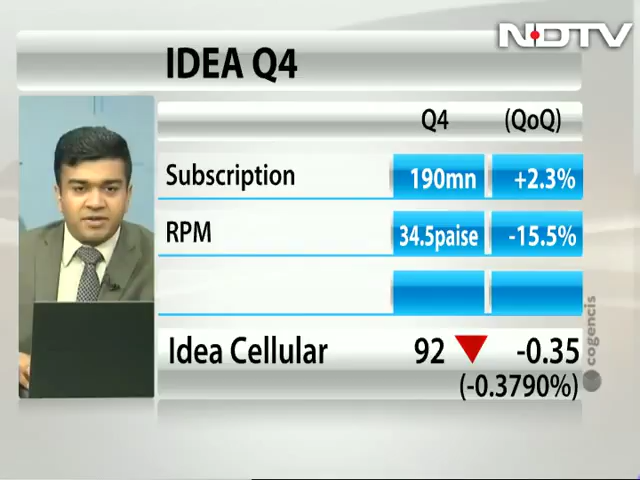 NDTV
IDEA Q4
Q4 (QoQ)
Subscription 190mn +2.3%
RPM 34.5paise -15.5%
Idea Cellular 92 -0.35
(-0.3790%)
cogencis